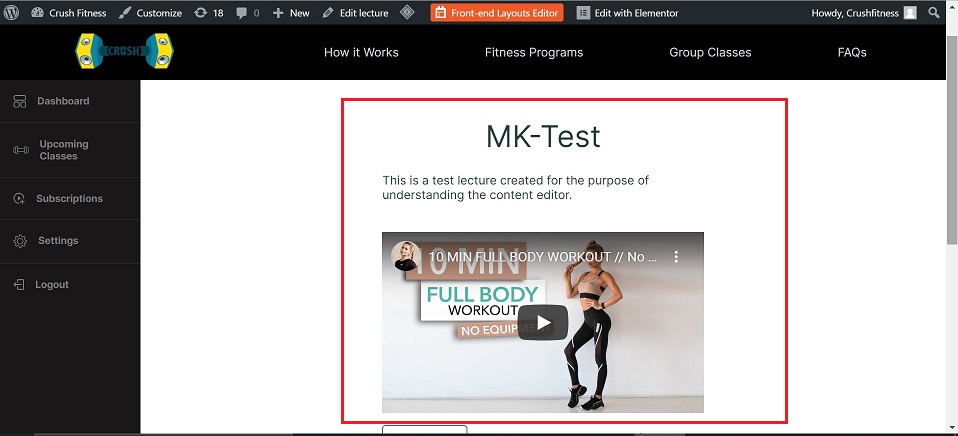 Crush Fitness
Customize
18
0
New
Edit lecture
Front-end Layouts Editor
Edit with Elementor
Howdy, Crushfitness
CRUSH
How it Works
Fitness Programs
Group Classes
FAQs
Dashboard
Upcoming
Classes
Subscriptions
Settings
Logout
MK-Test
This is a test lecture created for the purpose of
understanding the content editor.
10 MIN FULL BODY WORKOUT // No ...
10 MIN
FULL BODY
WORKOUT
NO EQUIPMENT